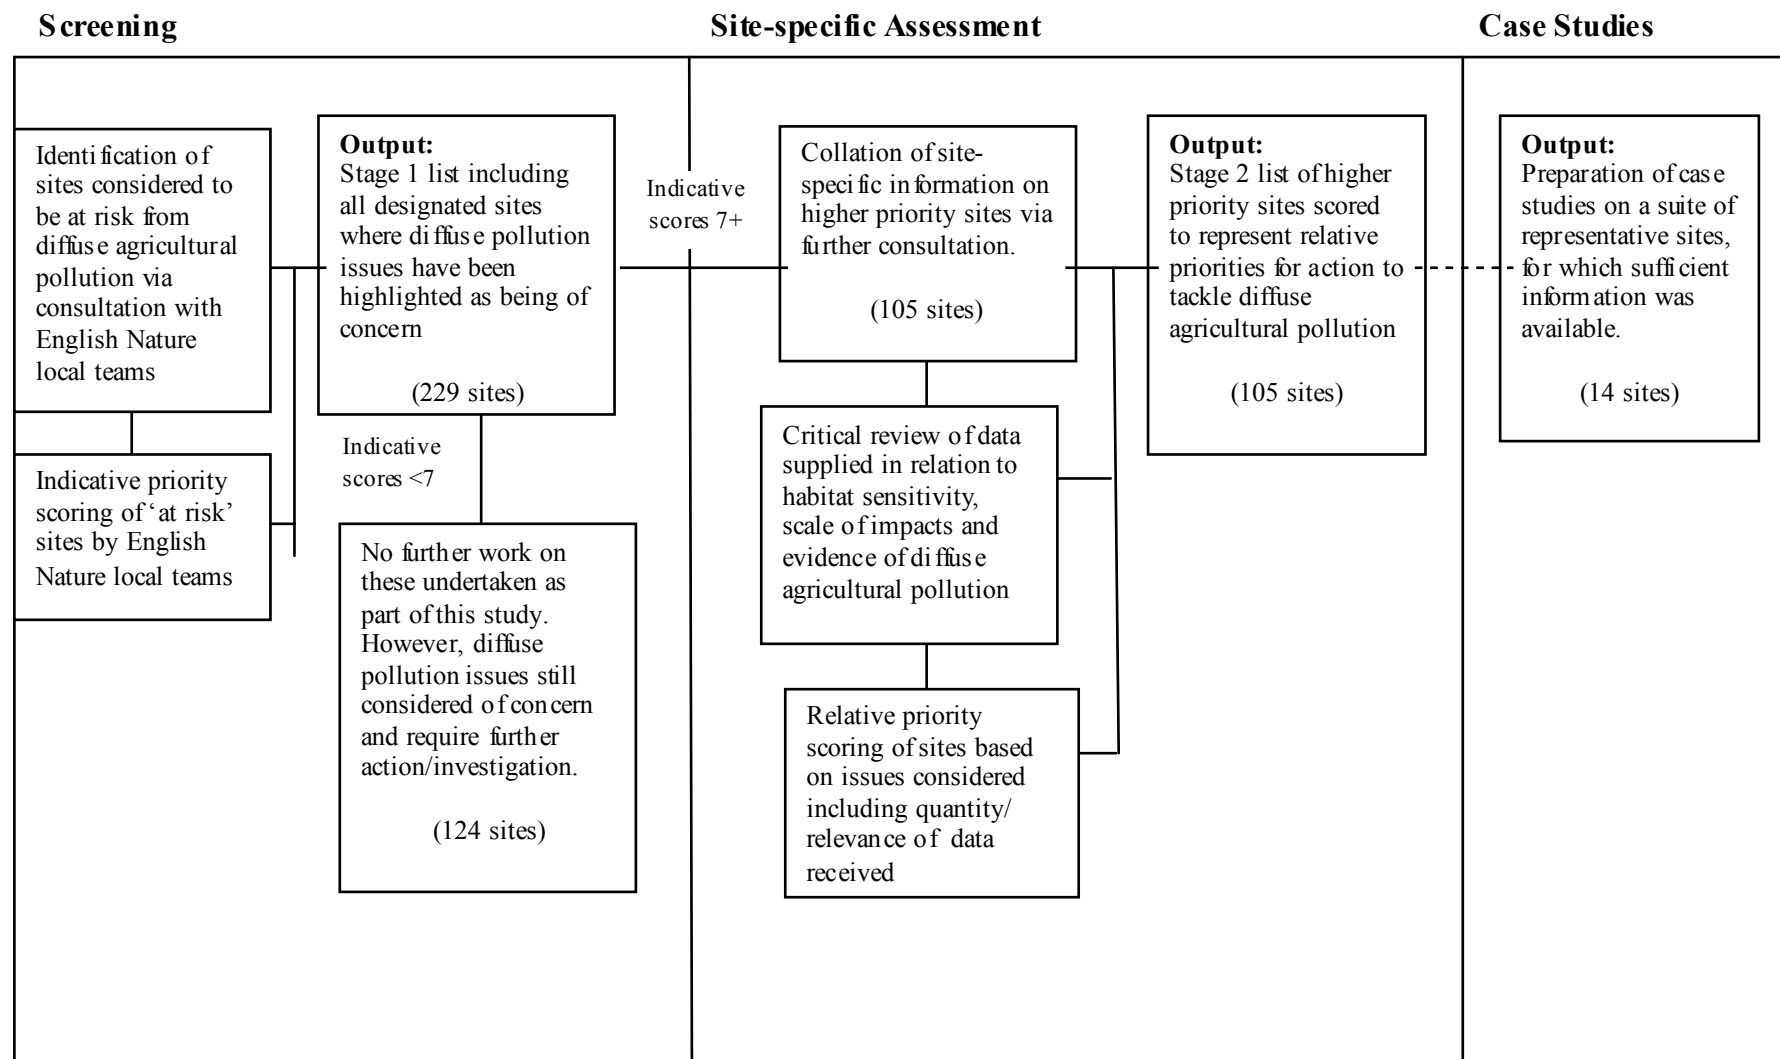 Screening
Site-specific Assessment
Case Studies
Identification of
sites considered to
be at risk from
diffuse agricultural
pollution via
consultation with
English Nature
local teams
Indicative priority
scoring of ‘at risk’
sites by English
Nature local teams
Output:
Stage 1 list including
all designated sites
where diffuse pollution
issues have been
highlighted as being of
concern
(229 sites)
Indicative
scores <7
No further work on
these undertaken as
part of this study.
However, diffuse
pollution issues still
considered of concern
and require further
action/investigation.
(124 sites)
Indicative
scores 7+
Collation of site-
specific information on
higher priority sites via
further consultation.
(105 sites)
Critical review of data
supplied in relation to
habitat sensitivity,
scale of impacts and
evidence of diffuse
agricultural pollution
Relative priority
scoring of sites based
on issues considered
including quantity/
relevance of data
received
Output:
Stage 2 list of higher
priority sites scored
to represent relative
priorities for action to
tackle diffuse
agricultural pollution
(105 sites)
Output:
Preparation of case
studies on a suite of
representative sites,
for which sufficient
information was
available.
(14 sites)